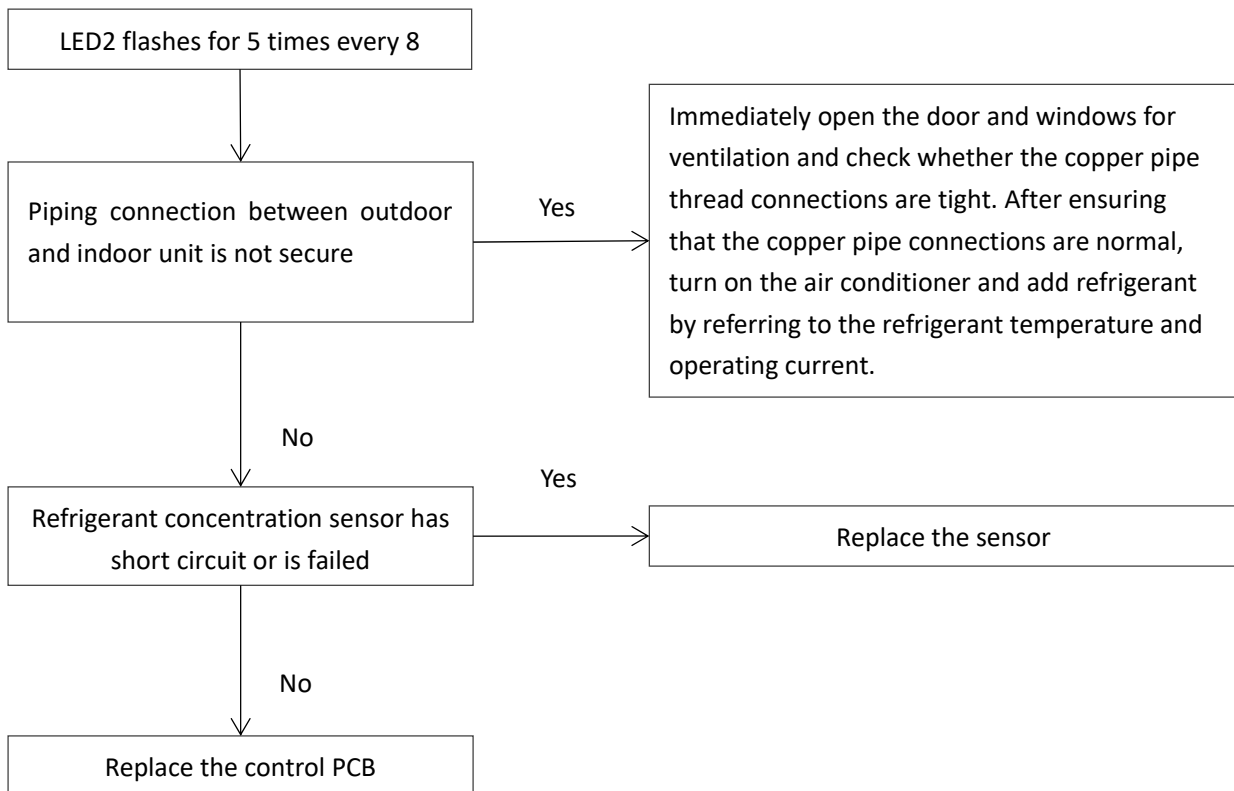 LED2 flashes for 5 times every 8
Piping connection between outdoor
and indoor unit is not secure
Yes
Immediately open the door and windows for
ventilation and check whether the copper pipe
thread connections are tight. After ensuring
that the copper pipe connections are normal,
turn on the air conditioner and add refrigerant
by referring to the refrigerant temperature and
operating current.
No
Refrigerant concentration sensor has
short circuit or is failed
Yes
Replace the sensor
No
Replace the control PCB